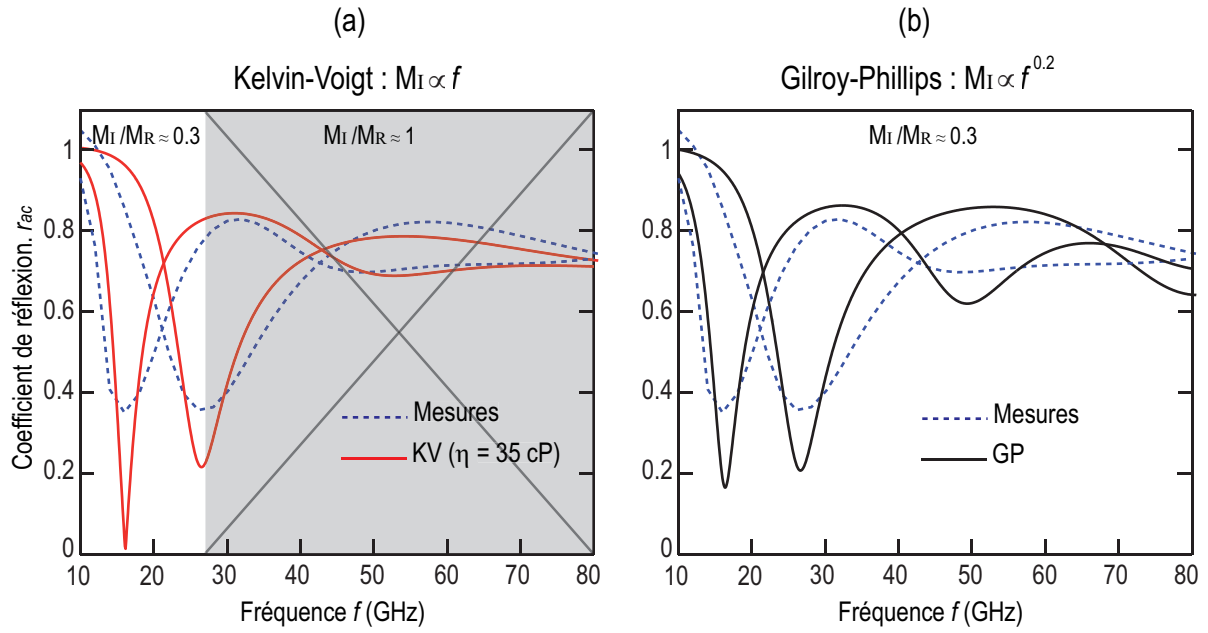 (a)
Kelvin-Voigt : MI ∝ f
MI /MR ≈ 0.3
MI /MR ≈ 1
Coefficient de réflexion. rac
1
0.8
0.6
0.4
0.2
0
Mesures
KV (η = 35 cP)
10 20 30 40 50 60 70 80
Fréquence f (GHz)
(b)
Gilroy-Phillips : MI ∝ f^0.2
MI /MR ≈ 0.3
1
0.8
0.6
0.4
0.2
0
Mesures
GP
10 20 30 40 50 60 70 80
Fréquence f (GHz)